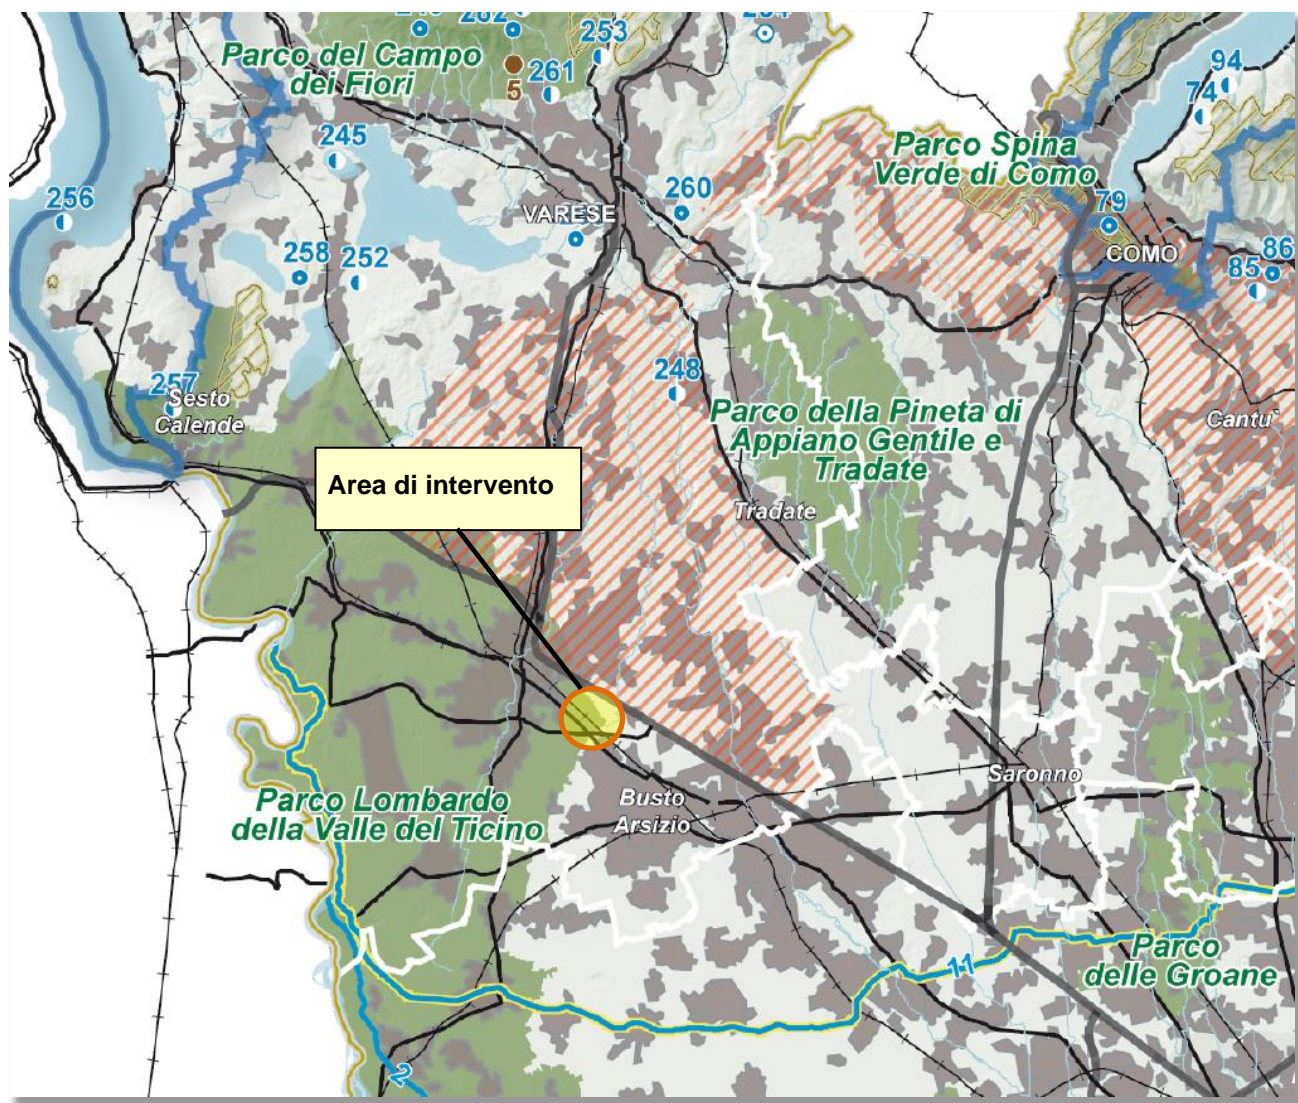 282
253
Parco del Campo
dei Fiori
261
5
94
74
245
Parco Spina
Verde di Como
256
260
79
VARESE
COMO
258
252
86
85
257
248
Sesto
Calende
Parco della Pineta di
Appiano Gentile e
Tradate
Cantu`
Area di intervento
Tradate
Saronno
Busto
Arsizio
Parco Lombardo
della Valle del Ticino
11
Parco
delle Groane
2